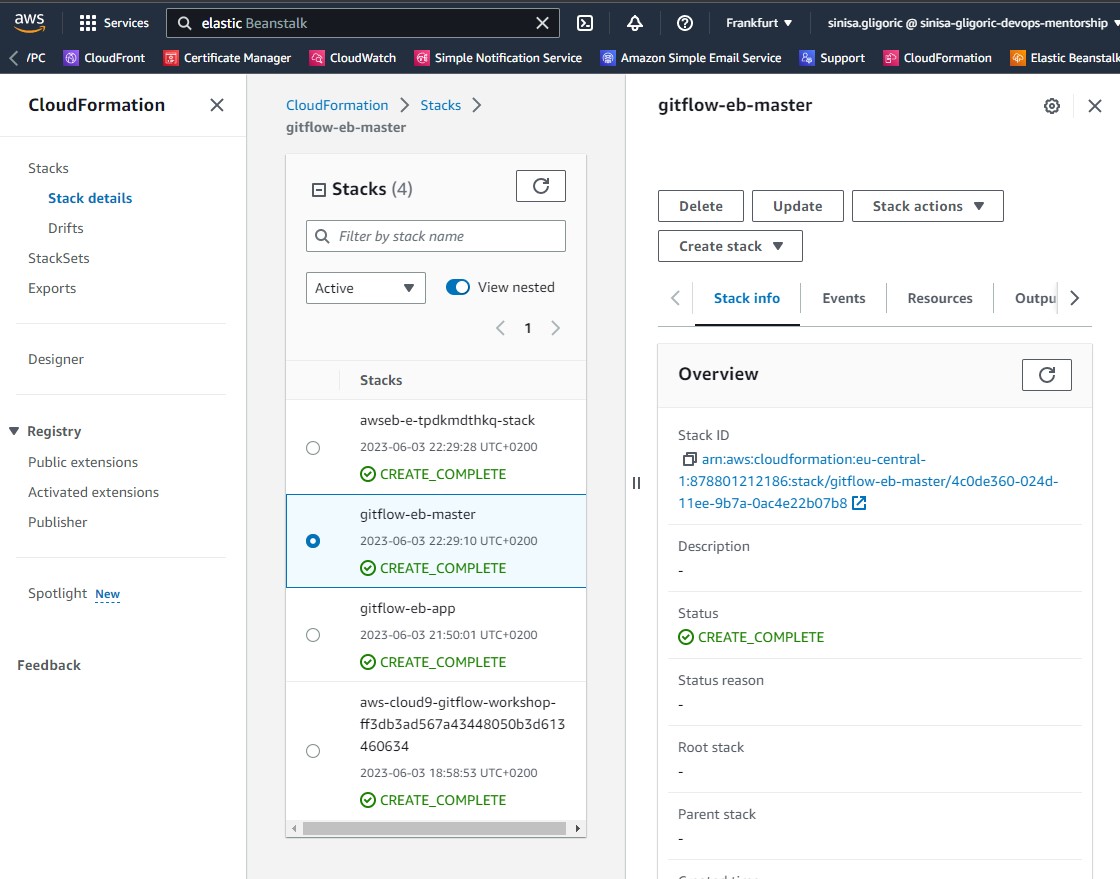 aws
Services
elastic Beanstalk
Frankfurt
sinisa.gligoric @ sinisa-gligoric-devops-mentorship
/PC
CloudFront
Certificate Manager
CloudWatch
Simple Notification Service
Amazon Simple Email Service
Support
CloudFormation
Elastic Beanstalk
CloudFormation
Stacks
Stack details
Drifts
StackSets
Exports
Designer
Registry
Public extensions
Activated extensions
Publisher
Spotlight New
Feedback
CloudFormation
Stacks
gitflow-eb-master
Stacks (4)
Filter by stack name
Active
View nested
1
Stacks
awseb-e-tpdkmdthkq-stack
2023-06-03 22:29:28 UTC+0200
CREATE_COMPLETE
gitflow-eb-master
2023-06-03 22:29:10 UTC+0200
CREATE_COMPLETE
gitflow-eb-app
2023-06-03 21:50:01 UTC+0200
CREATE_COMPLETE
aws-cloud9-gitflow-workshop-
ff3db3ad567a43448050b3d613
460634
2023-06-03 18:58:53 UTC+0200
CREATE_COMPLETE
gitflow-eb-master
Delete
Update
Stack actions
Create stack
Stack info
Events
Resources
Outpu
Overview
Stack ID
arn:aws:cloudformation:eu-central-
1:878801212186:stack/gitflow-eb-master/4c0de360-024d-
11ee-9b7a-0ac4e22b07b8
Description
-
Status
CREATE_COMPLETE
Status reason
-
Root stack
-
Parent stack
-